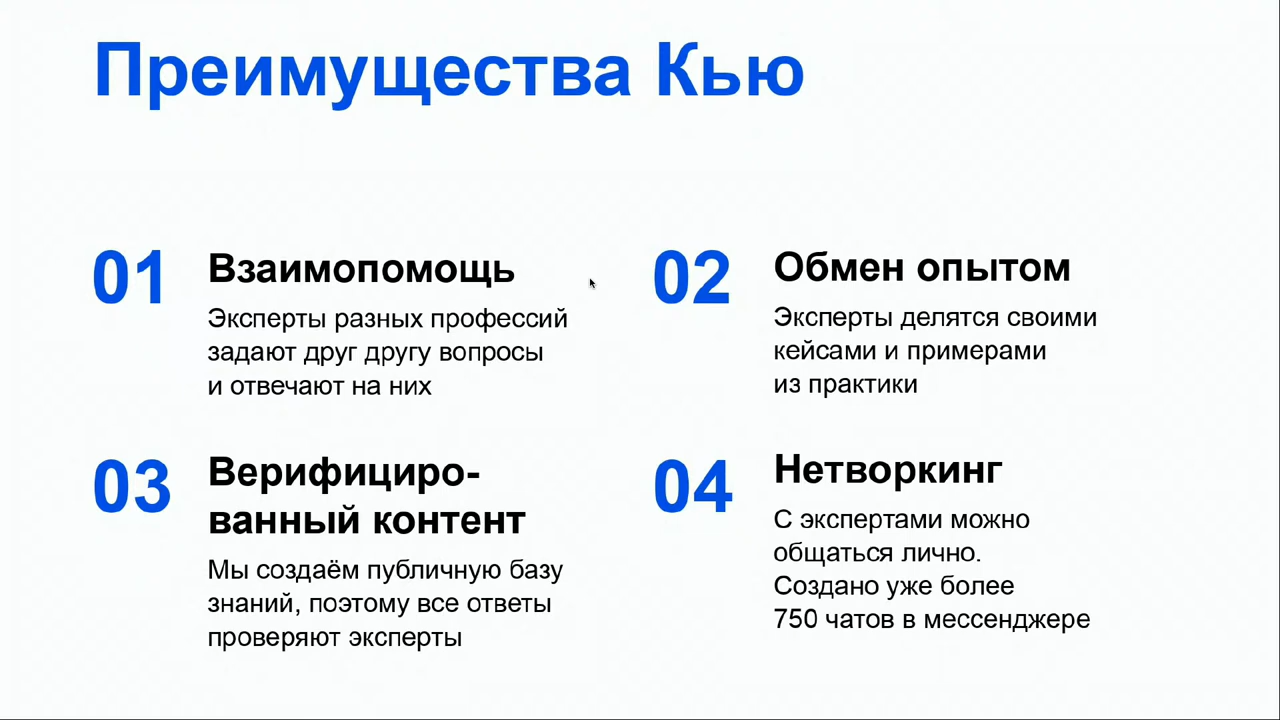 Преимущества Кью
01
Взаимопомощь
Эксперты разных профессий
задают друг другу вопросы
и отвечают на них
02
Обмен опытом
Эксперты делятся своими
кейсами и примерами
из практики
03
Верифициро-
ванный контент
Мы создаём публичную базу
знаний, поэтому все ответы
проверяют эксперты
04
Нетворкинг
С экспертами можно
общаться лично.
Создано уже более
750 чатов в мессенджере